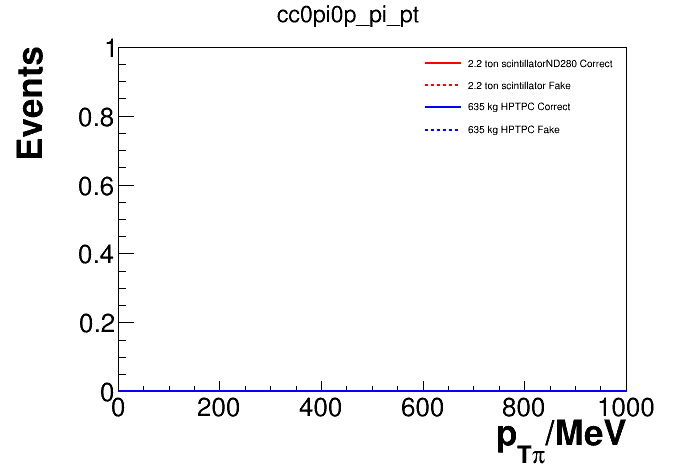 cc0pi0p_pi_pt
Events
1
0.8
0.6
0.4
0.2
0
2.2 ton scintillatorND280 Correct
2.2 ton scintillator Fake
635 kg HPTPC Correct
635 kg HPTPC Fake
0 200 400 600 800 1000
pTπ/MeV